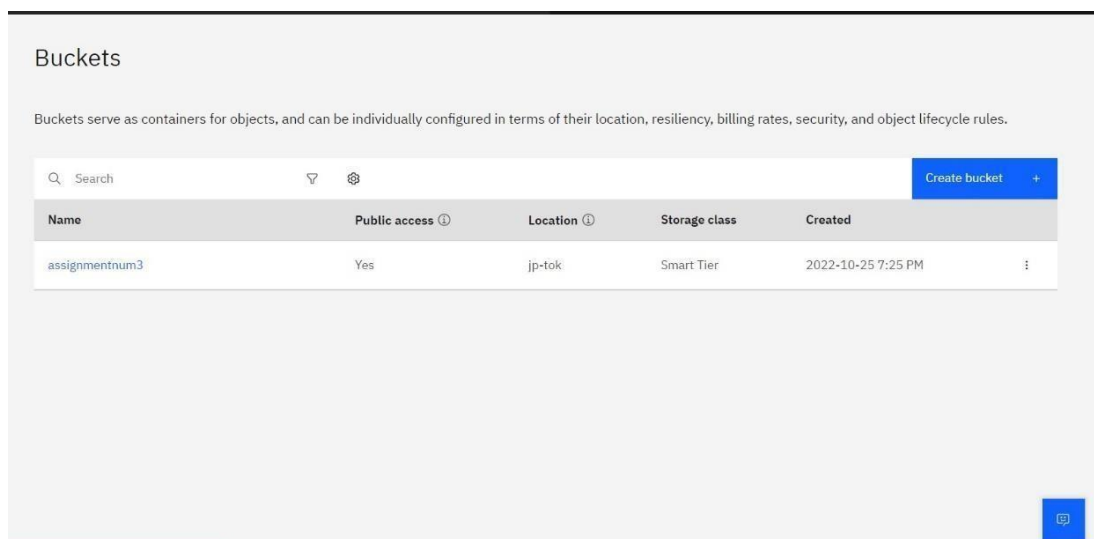 Buckets
Buckets serve as containers for objects, and can be individually configured in terms of their location, resiliency, billing rates, security, and object lifecycle rules.
Search Create bucket +
Name Public access Location Storage class Created
assignmentnum3 Yes jp-tok Smart Tier 2022-10-25 7:25 PM